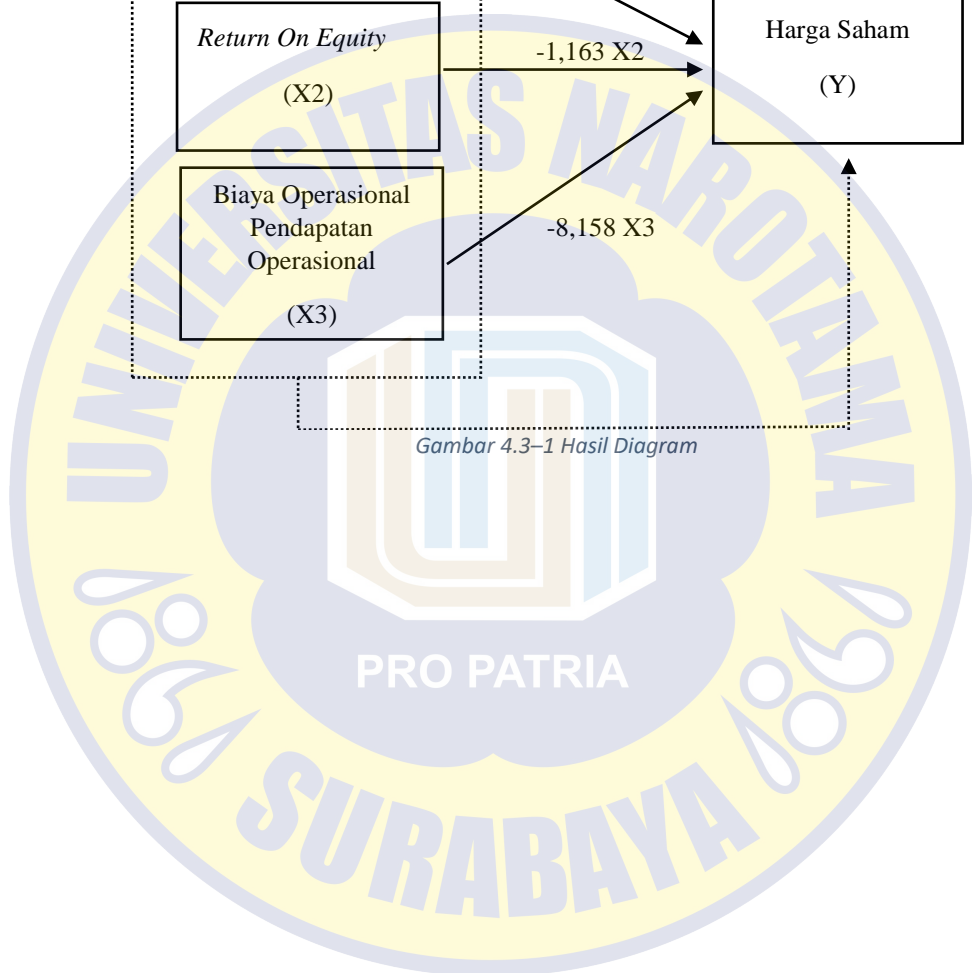 Return On Equity
(X2)
-1,163 X2
Harga Saham
(Y)
Biaya Operasional
Pendapatan
Operasional
(X3)
-8,158 X3
Gambar 4.3–1 Hasil Diagram
UNIVERSITAS NAROTAMA
PRO PATRIA
SURABAYA